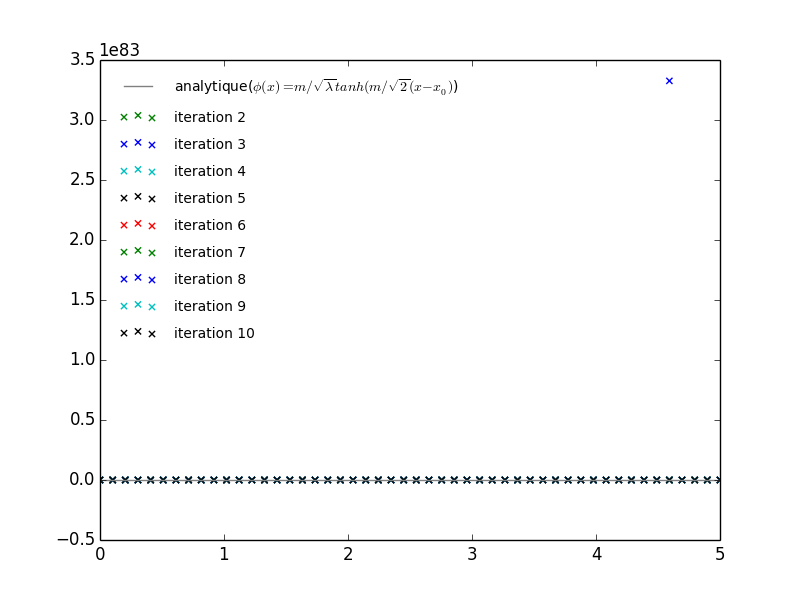 1e83
3.5
3.0
2.5
2.0
1.5
1.0
0.5
0.0
−0.5
analytique(ϕ(x)=m/√λtanh(m/√2(x−x₀))
iteration 2
iteration 3
iteration 4
iteration 5
iteration 6
iteration 7
iteration 8
iteration 9
iteration 10
0 1 2 3 4 5